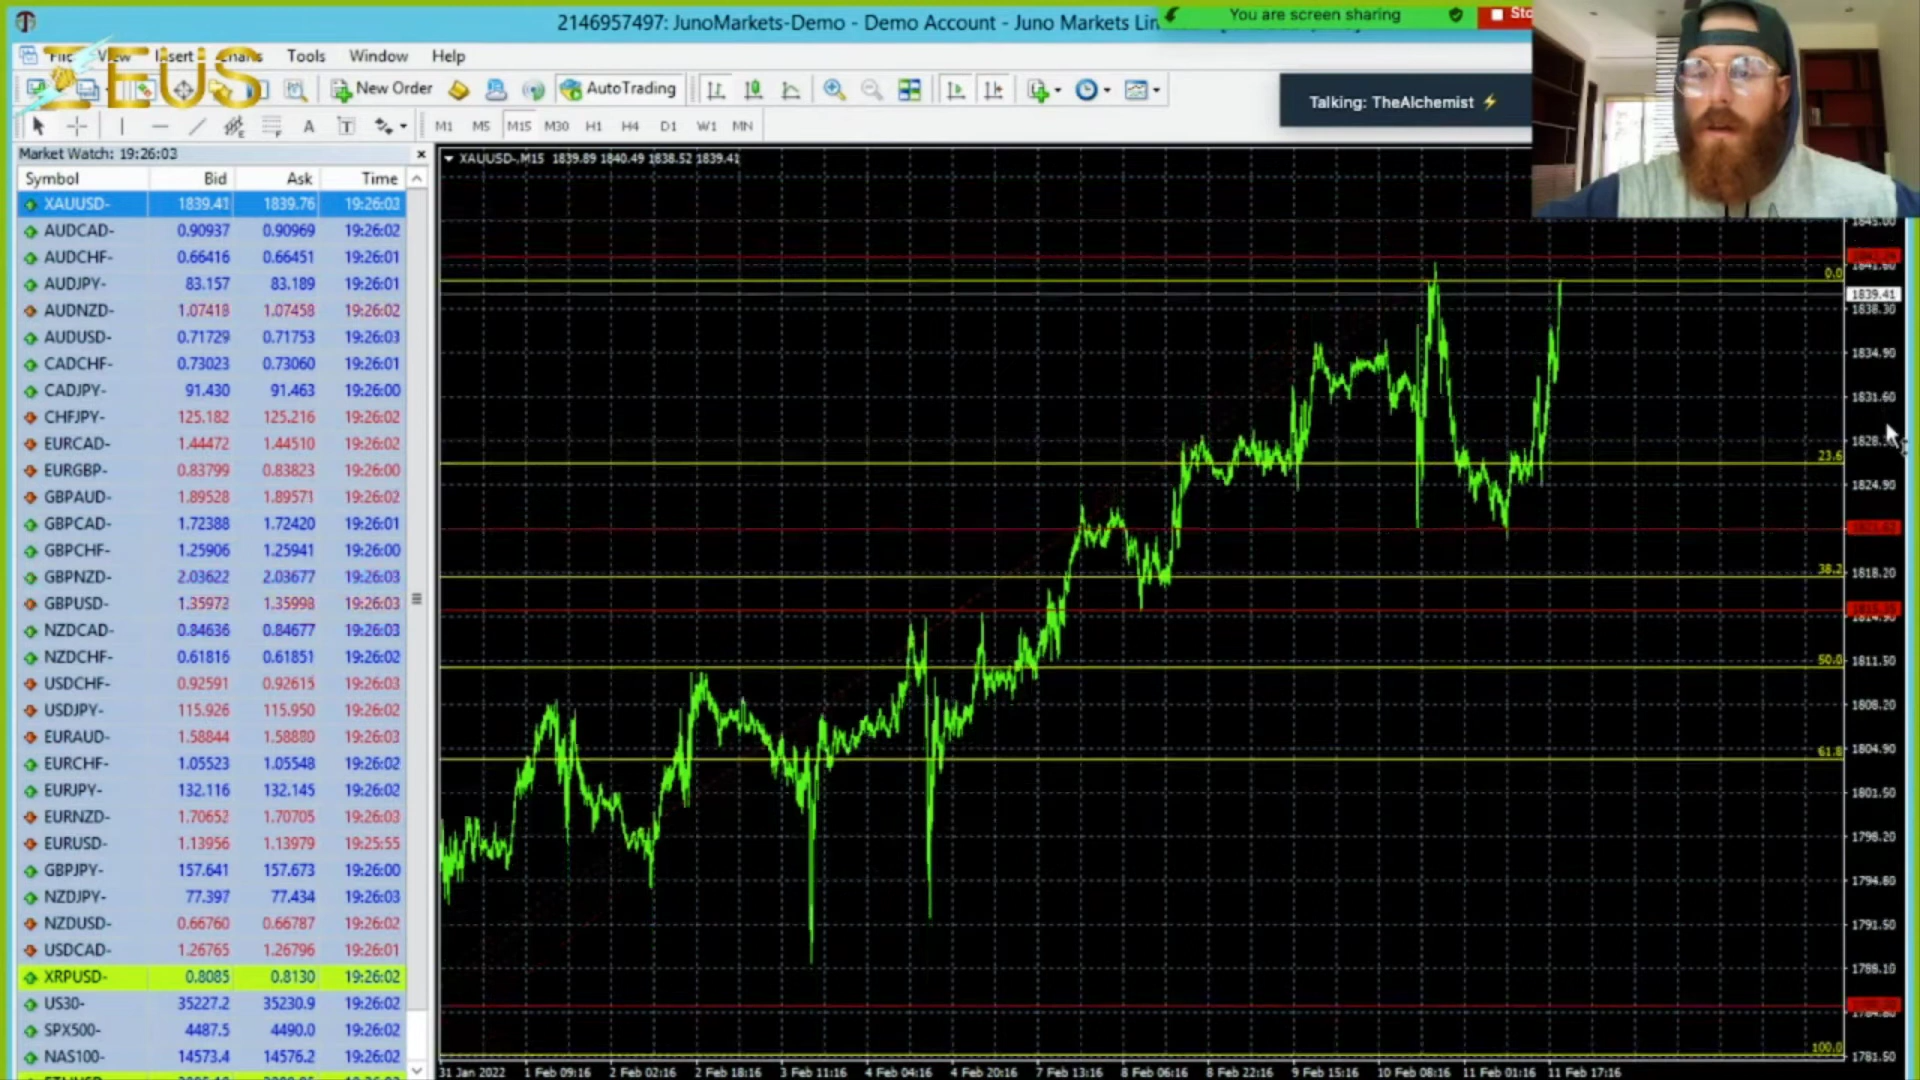 2146957497: JunoMarkets-Demo - Demo Account - Juno Markets Lim
You are screen sharing
Sto
ZEUS
File View Insert Charts Tools Window Help
New Order AutoTrading
Talking: TheAlchemist ⚡
M1 M5 M15 M30 H1 H4 D1 W1 MN
Market Watch: 19:26:03
Symbol Bid Ask Time
XAUUSD- 1839.41 1839.76 19:26:03
AUDCAD- 0.90937 0.90969 19:26:02
AUDCHF- 0.66416 0.66451 19:26:01
AUDJPY- 83.157 83.189 19:26:01
AUDNZD- 1.07418 1.07458 19:26:02
AUDUSD- 0.71729 0.71753 19:26:03
CADCHF- 0.73023 0.73060 19:26:01
CADJPY- 91.430 91.463 19:26:00
CHFJPY- 125.182 125.216 19:26:02
EURCAD- 1.44472 1.44510 19:26:02
EURGBP- 0.83799 0.83823 19:26:00
GBPAUD- 1.89528 1.89571 19:26:02
GBPCAD- 1.72388 1.72420 19:26:01
GBPCHF- 1.25906 1.25941 19:26:00
GBPNZD- 2.03622 2.03677 19:26:03
GBPUSD- 1.35972 1.35998 19:26:03
NZDCAD- 0.84636 0.84677 19:26:03
NZDCHF- 0.61816 0.61851 19:26:02
USDCHF- 0.92591 0.92615 19:26:03
USDJPY- 115.926 115.950 19:26:02
EURAUD- 1.58844 1.58880 19:26:03
EURCHF- 1.05523 1.05548 19:26:02
EURJPY- 132.116 132.145 19:26:02
EURNZD- 1.70652 1.70705 19:26:03
EURUSD- 1.13956 1.13979 19:25:55
GBPJPY- 157.641 157.673 19:26:00
NZDJPY- 77.397 77.434 19:26:03
NZDUSD- 0.66760 0.66787 19:26:02
USDCAD- 1.26765 1.26796 19:26:01
XRPUSD- 0.8085 0.8130 19:26:02
US30- 35227.2 35230.9 19:26:02
SPX500- 4487.5 4490.0 19:26:02
NAS100- 14573.4 14576.2 19:26:02
XAUUSD-,M15 1839.89 1840.49 1838.52 1839.41
1841.60
0.0
1839.41
1838.30
1834.90
1831.60
23.6
1824.90
38.2
1818.20
1814.90
50.0
1811.50
1808.20
61.8
1804.90
1801.50
1798.20
1794.80
1791.50
1788.10
1784.80
100.0
1781.50
31 Jan 2022 1 Feb 09:16 2 Feb 02:16 2 Feb 18:16 3 Feb 11:16 4 Feb 04:16 4 Feb 20:16 7 Feb 13:16 8 Feb 06:16 8 Feb 22:16 9 Feb 15:16 10 Feb 08:16 11 Feb 01:16 11 Feb 17:16